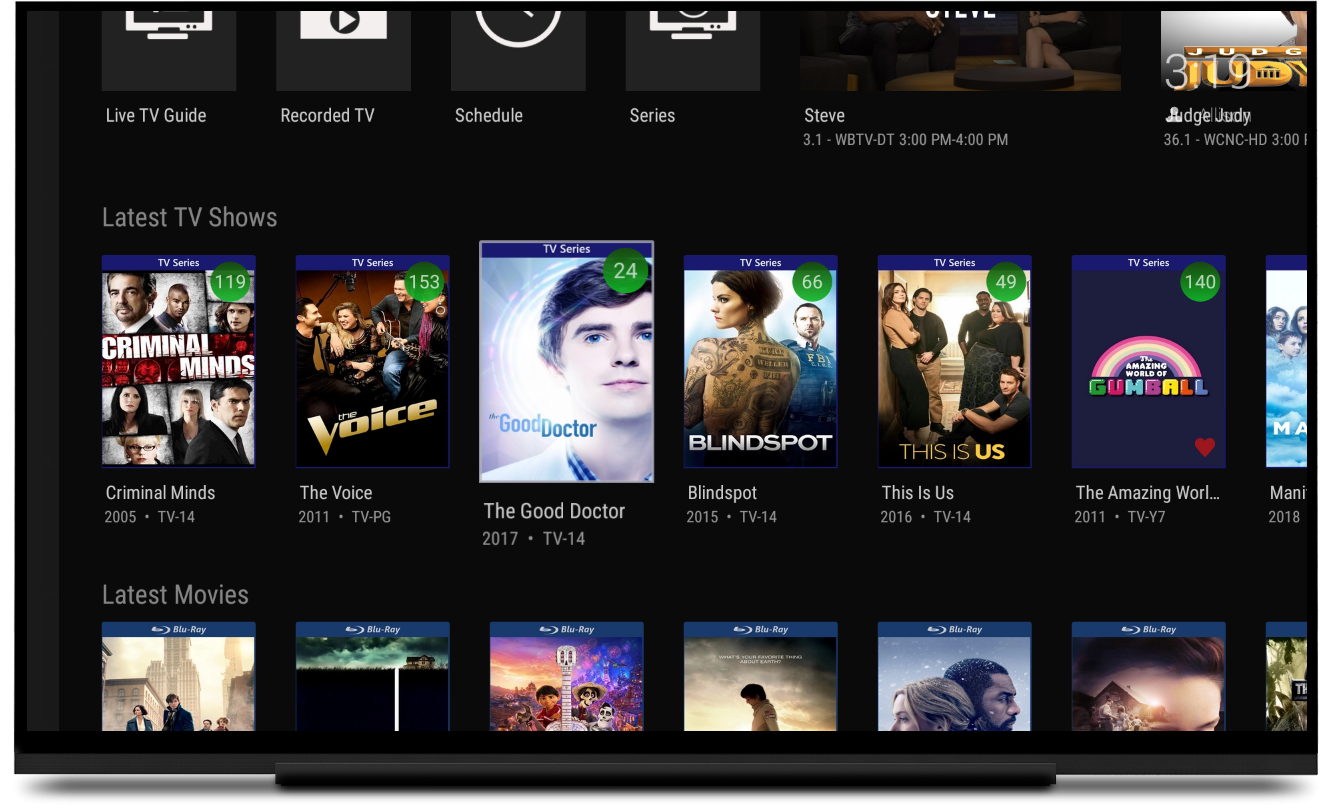 STEVE
JUDG
JUDY
3:19
Live TV Guide
Recorded TV
Schedule
Series
Steve
Judge Judy
3.1 - WBTV-DT 3:00 PM-4:00 PM
36.1 - WCNC-HD 3:00
Latest TV Shows
TV Series
119
CRIMINAL
MINDS
TV Series
153
the
Voice
TV Series
24
the GoodDoctor
TV Series
66
FBI
BLINDSPOT
TV Series
49
THIS IS US
TV Series
140
The
AMAZING
WORLD OF
GUMBALL
MA
Criminal Minds
2005 • TV-14
The Voice
2011 • TV-PG
The Good Doctor
2017 • TV-14
Blindspot
2015 • TV-14
This Is Us
2016 • TV-14
The Amazing Worl...
2011 • TV-Y7
Mani
2018
Latest Movies
Blu-Ray
Blu-Ray
Blu-Ray
Blu-Ray
WHAT'S YOUR FAVORITE THING
ABOUT EARTH?
Blu-Ray
Blu-Ray
TH